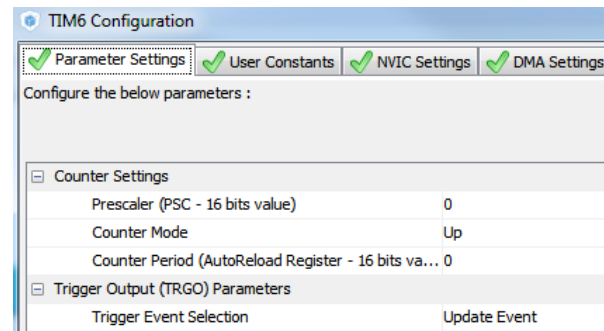 TIM6 Configuration
Parameter Settings User Constants NVIC Settings DMA Settings
Configure the below parameters :
Counter Settings
Prescaler (PSC - 16 bits value) 0
Counter Mode Up
Counter Period (AutoReload Register - 16 bits va... 0
Trigger Output (TRGO) Parameters
Trigger Event Selection Update Event